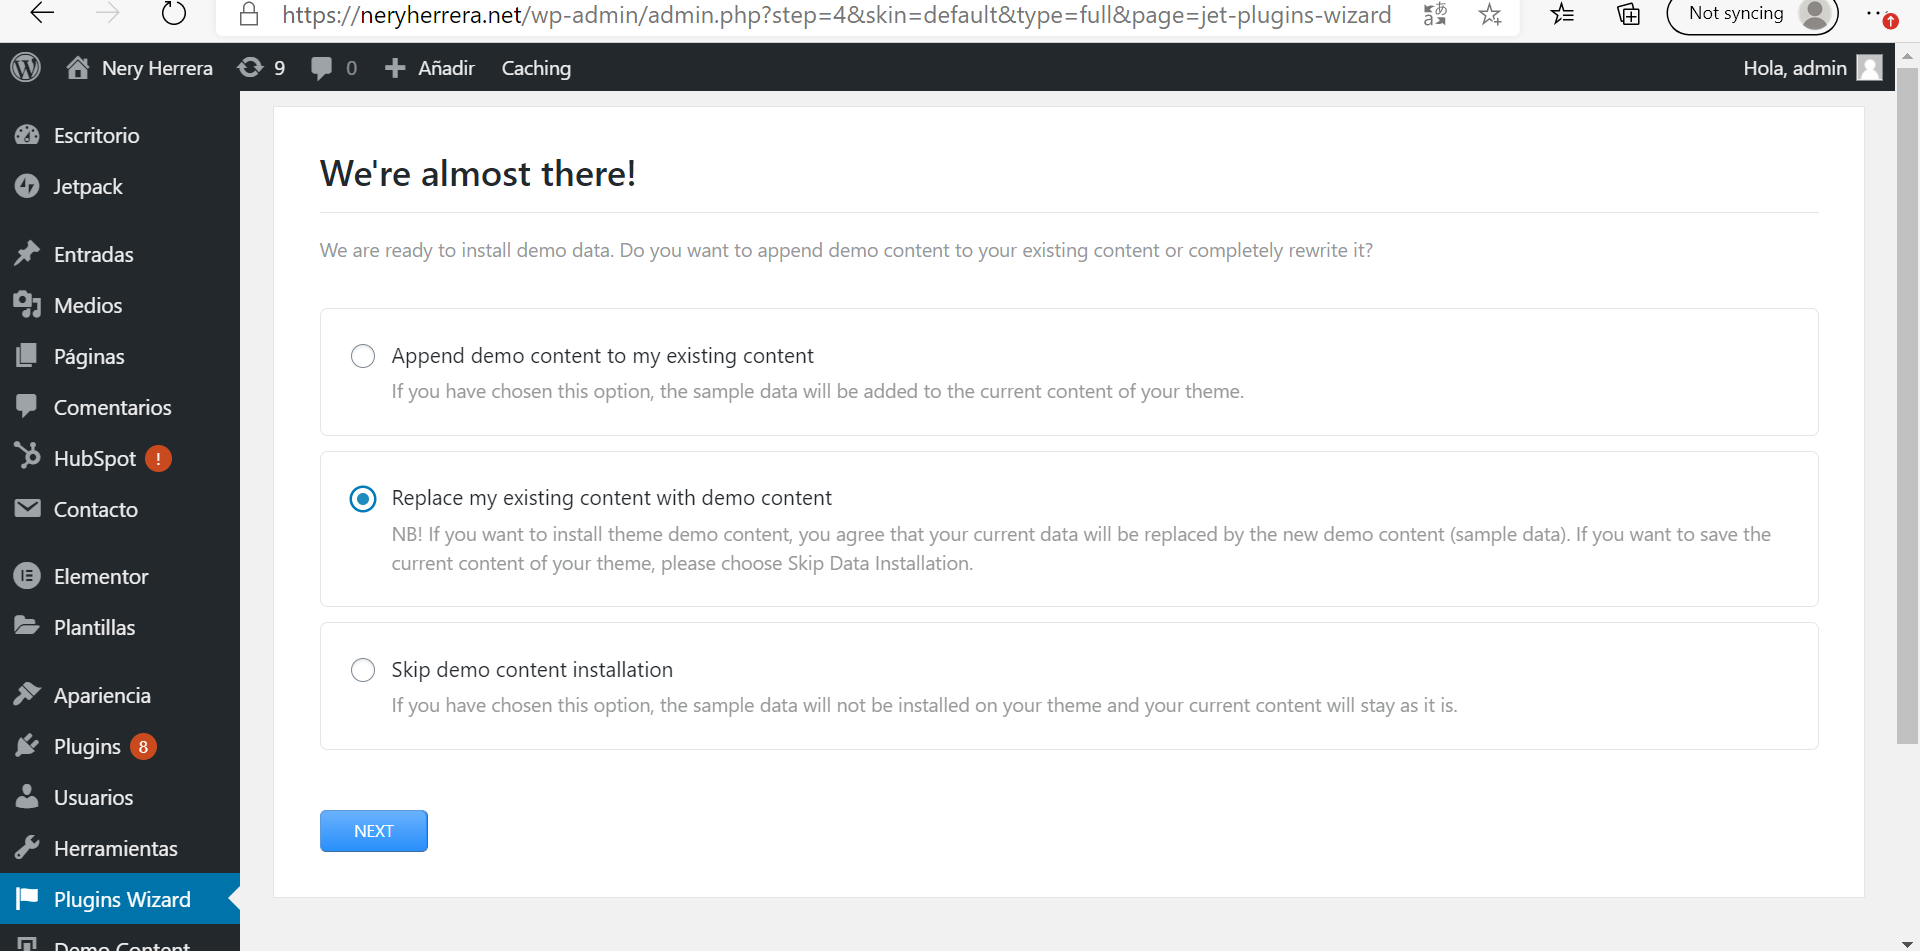 https://neryherrera.net/wp-admin/admin.php?step=4&skin=default&type=full&page=jet-plugins-wizard
Not syncing
Nery Herrera
9
0
Añadir
Caching
Hola, admin
Escritorio
Jetpack
Entradas
Medios
Páginas
Comentarios
HubSpot !
Contacto
Elementor
Plantillas
Apariencia
Plugins 8
Usuarios
Herramientas
Plugins Wizard
Demo Content
We're almost there!
We are ready to install demo data. Do you want to append demo content to your existing content or completely rewrite it?
Append demo content to my existing content
If you have chosen this option, the sample data will be added to the current content of your theme.
Replace my existing content with demo content
NB! If you want to install theme demo content, you agree that your current data will be replaced by the new demo content (sample data). If you want to save the
current content of your theme, please choose Skip Data Installation.
Skip demo content installation
If you have chosen this option, the sample data will not be installed on your theme and your current content will stay as it is.
NEXT